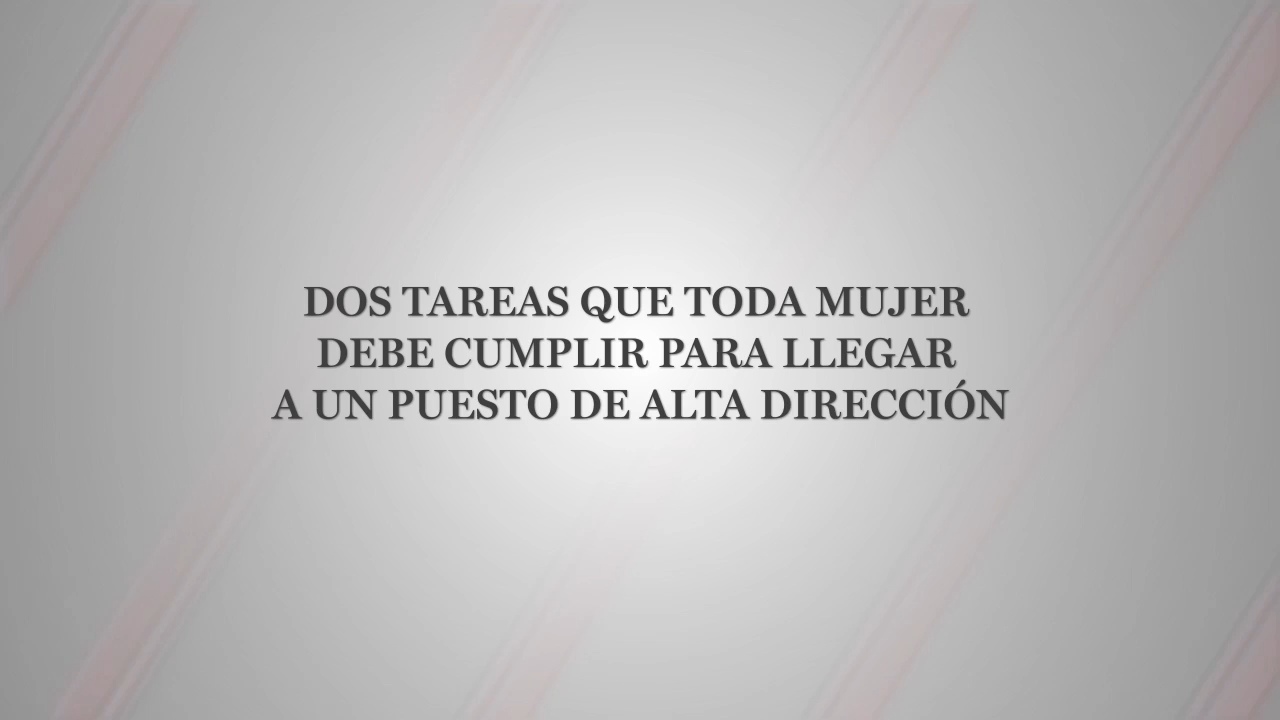 DOS TAREAS QUE TODA MUJER
DEBE CUMPLIR PARA LLEGAR
A UN PUESTO DE ALTA DIRECCIÓN